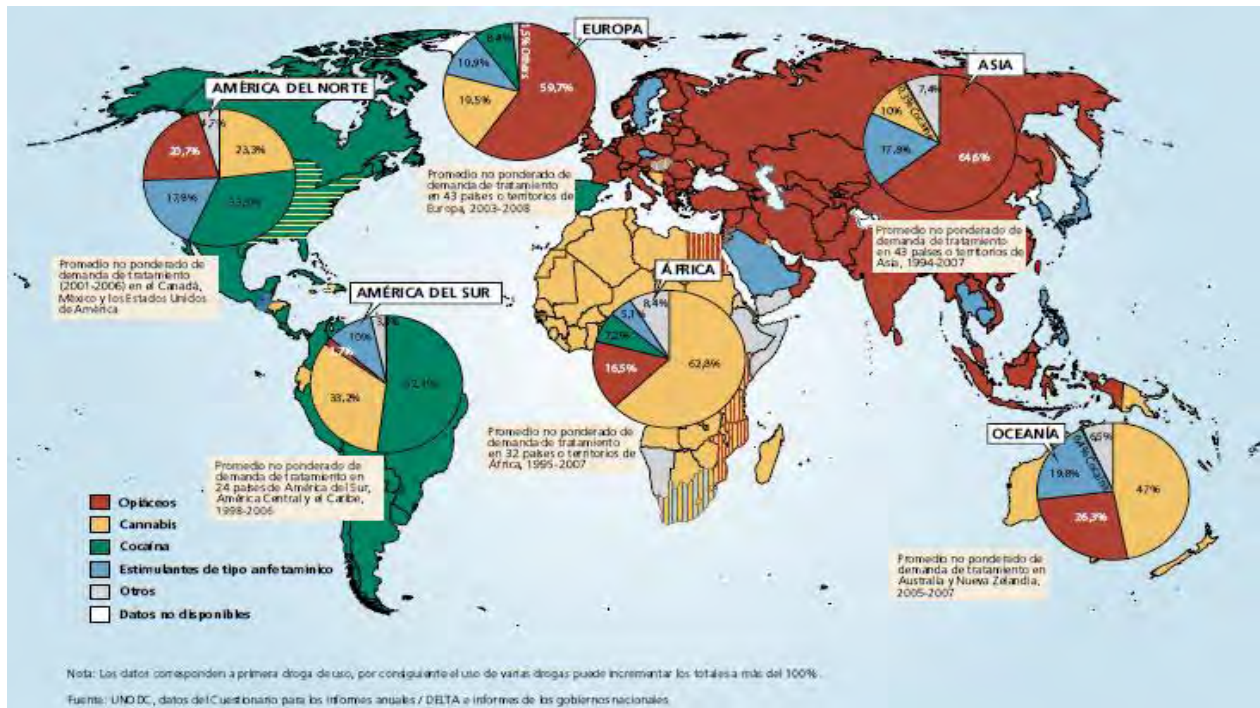 EUROPA
8,4%
1,5% Others
10,9%
59,7%
19,5%
Promedio no ponderado de
demanda de tratamiento
en 43 países o territorios de
Europa, 2003-2008
ASIA
7,4%
10%
17,8%
64,6%
Promedio no ponderado de
demanda de tratamiento
en 43 países o territorios de
Asia, 1994-2007
AMÉRICA DEL NORTE
20,7%
23,3%
17,9%
Promedio no ponderado de
demanda de tratamiento
(2001-2006) en el Canadá,
México y los Estados Unidos
de América
AMÉRICA DEL SUR
10%
33,2%
Promedio no ponderado de
demanda de tratamiento en
24 países de América del Sur,
América Central y el Caribe,
1998-2006
ÁFRICA
8,4%
5,1
7,2%
16,5%
62,8%
Promedio no ponderado de
demanda de tratamiento
en 32 países o territorios de
África, 1995-2007
OCEANÍA
19,8%
47%
26,3%
Promedio no ponderado de
demanda de tratamiento en
Australia y Nueva Zelandia,
2005-2007
Opiáceos
Cannabis
Cocaína
Estimulantes de tipo anfetamínico
Otros
Datos no disponibles
Nota: Los datos corresponden a primera droga de uso, por consiguiente el uso de varias drogas puede incrementar los totales a más del 100%.
Fuente: UNODC, datos del Cuestionario para los informes anuales / DELTA e informes de los gobiernos nacionales